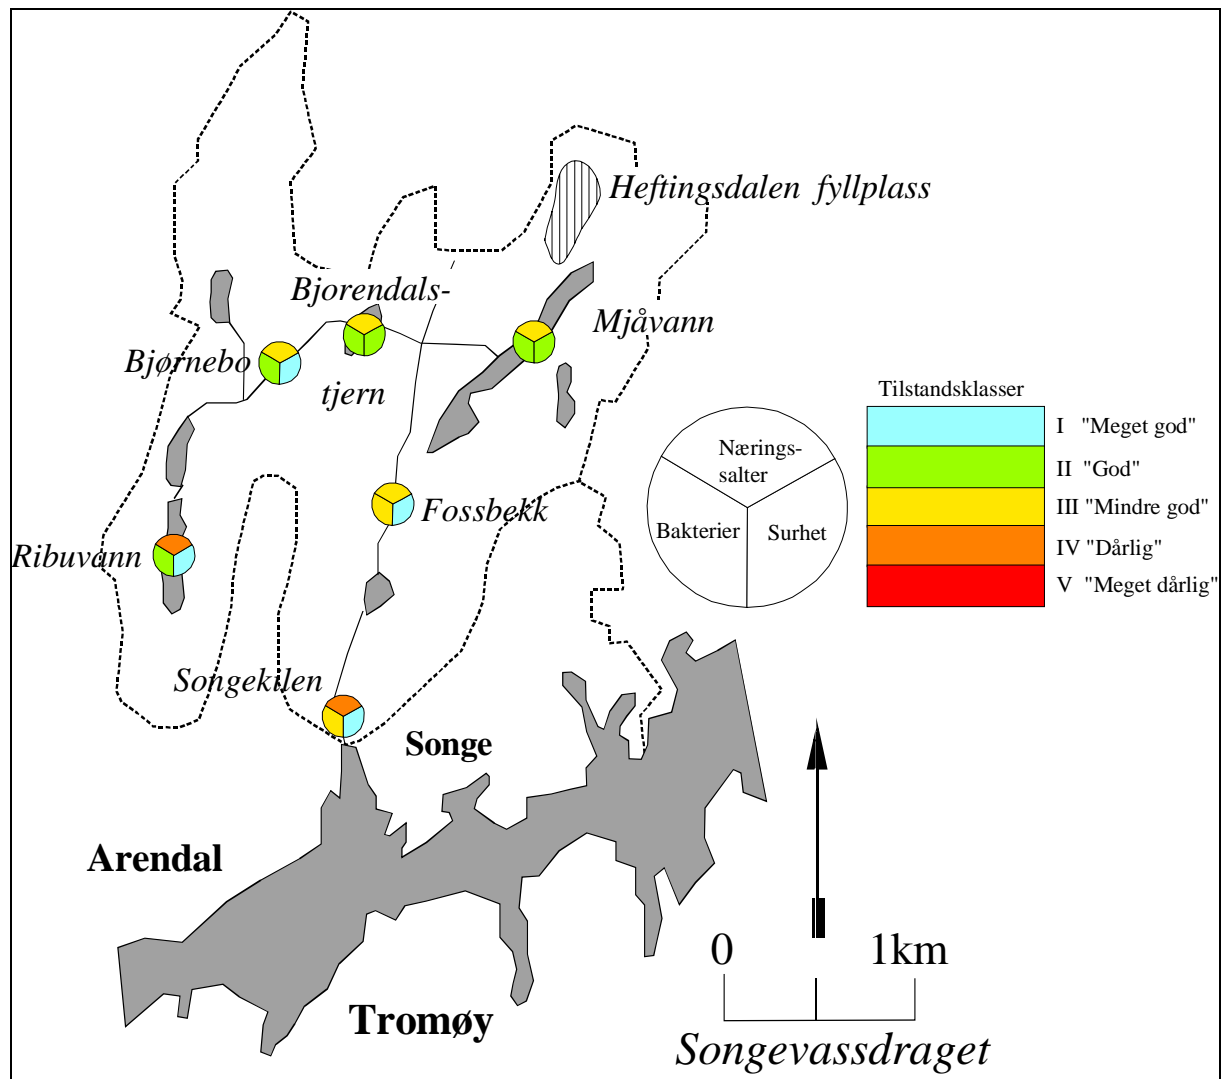 Heftingsdalen fyllplass
Bjorendals-
tjern
Mjåvann
Bjørnebo
Fossbekk
Ribuvann
Songekilen
Songe
Arendal
Tromøy
Nærings-
salter
Bakterier
Surhet
Tilstandsklasser
I "Meget god"
II "God"
III "Mindre god"
IV "Dårlig"
V "Meget dårlig"
0 1km
Songevassdraget